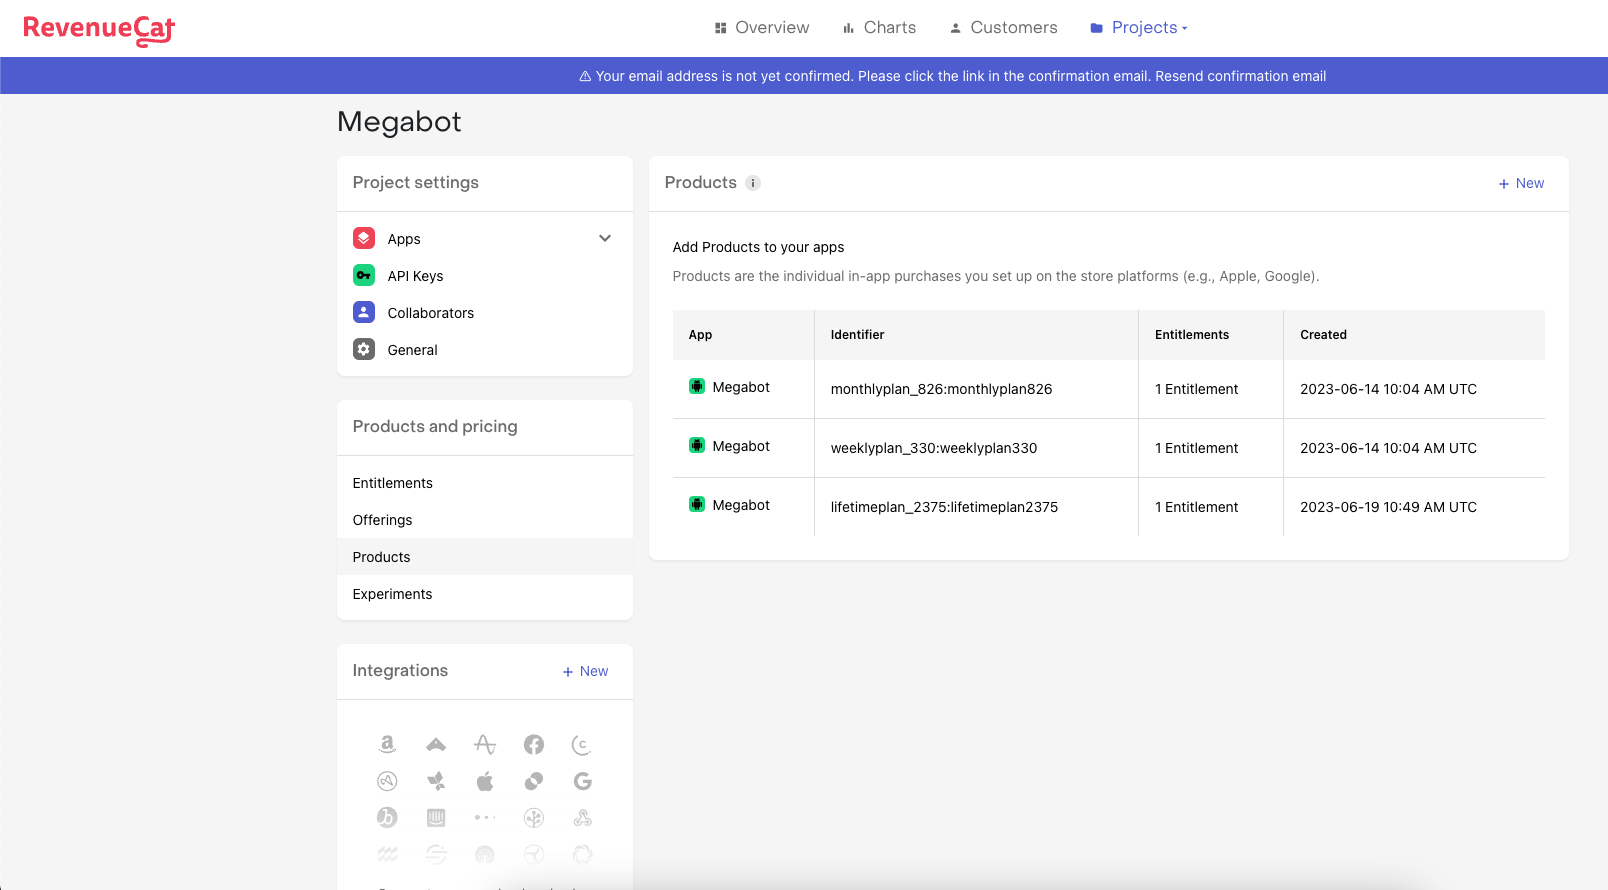 RevenueCat
Overview
Charts
Customers
Projects
Your email address is not yet confirmed. Please click the link in the confirmation email. Resend confirmation email
Megabot
Project settings
Apps
API Keys
Collaborators
General
Products and pricing
Entitlements
Offerings
Products
Experiments
Integrations
+ New
Products
+ New
Add Products to your apps
Products are the individual in-app purchases you set up on the store platforms (e.g., Apple, Google).
App Identifier Entitlements Created
Megabot monthlyplan_826:monthlyplan826 1 Entitlement 2023-06-14 10:04 AM UTC
Megabot weeklyplan_330:weeklyplan330 1 Entitlement 2023-06-14 10:04 AM UTC
Megabot lifetimeplan_2375:lifetimeplan2375 1 Entitlement 2023-06-19 10:49 AM UTC